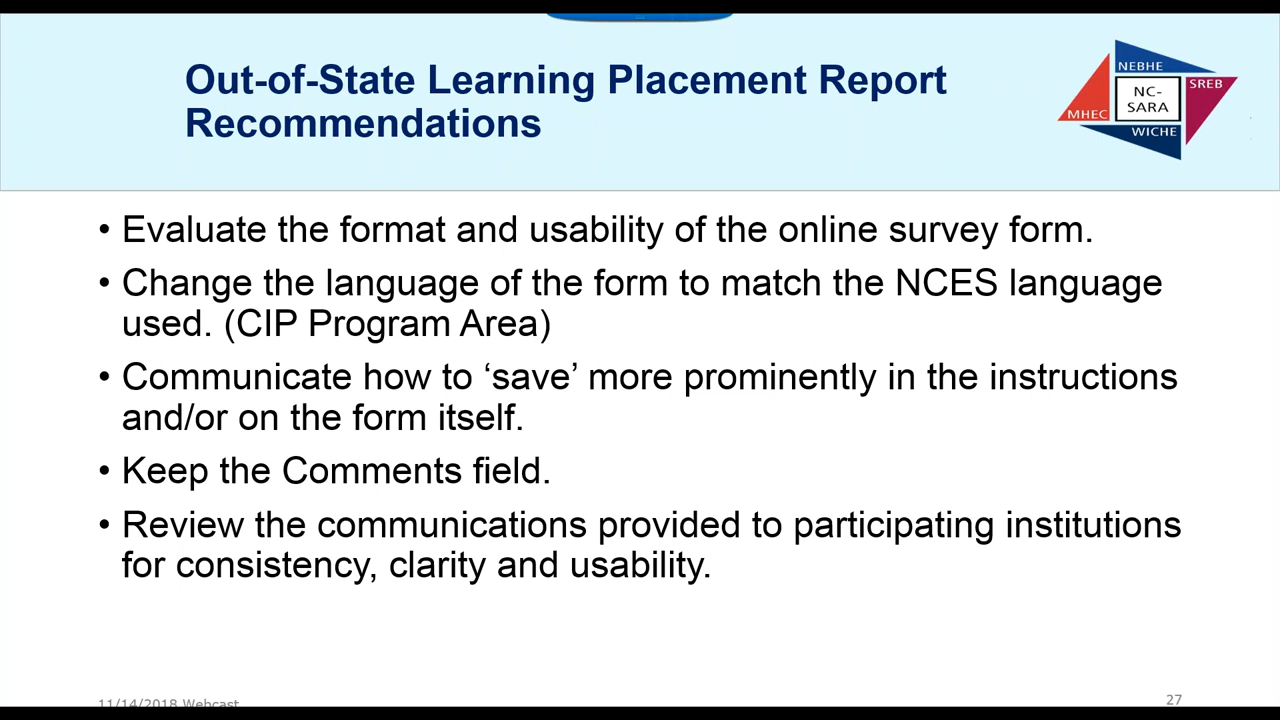 Out-of-State Learning Placement Report
Recommendations
NEBHE
MHEC
NC-
SARA
SREB
WICHE
• Evaluate the format and usability of the online survey form.
• Change the language of the form to match the NCES language
used. (CIP Program Area)
• Communicate how to ‘save’ more prominently in the instructions
and/or on the form itself.
• Keep the Comments field.
• Review the communications provided to participating institutions
for consistency, clarity and usability.
11/14/2018 Webcast
27